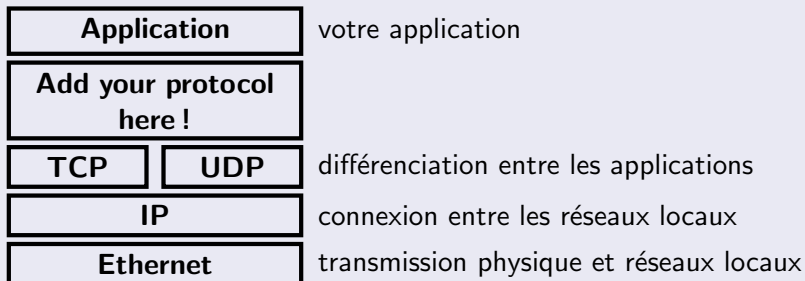 Application votre application
Add your protocol
here !
TCP UDP différenciation entre les applications
IP connexion entre les réseaux locaux
Ethernet transmission physique et réseaux locaux